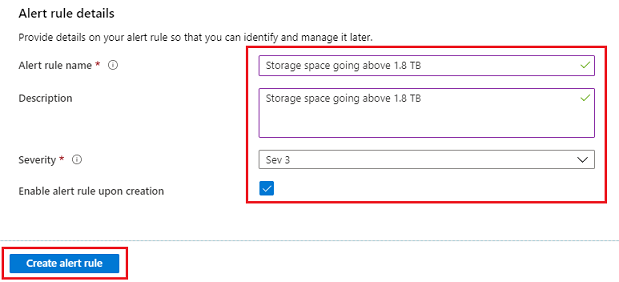 Alert rule details
Provide details on your alert rule so that you can identify and manage it later.
Alert rule name *
Storage space going above 1.8 TB
Description
Storage space going above 1.8 TB
Severity *
Sev 3
Enable alert rule upon creation
Create alert rule